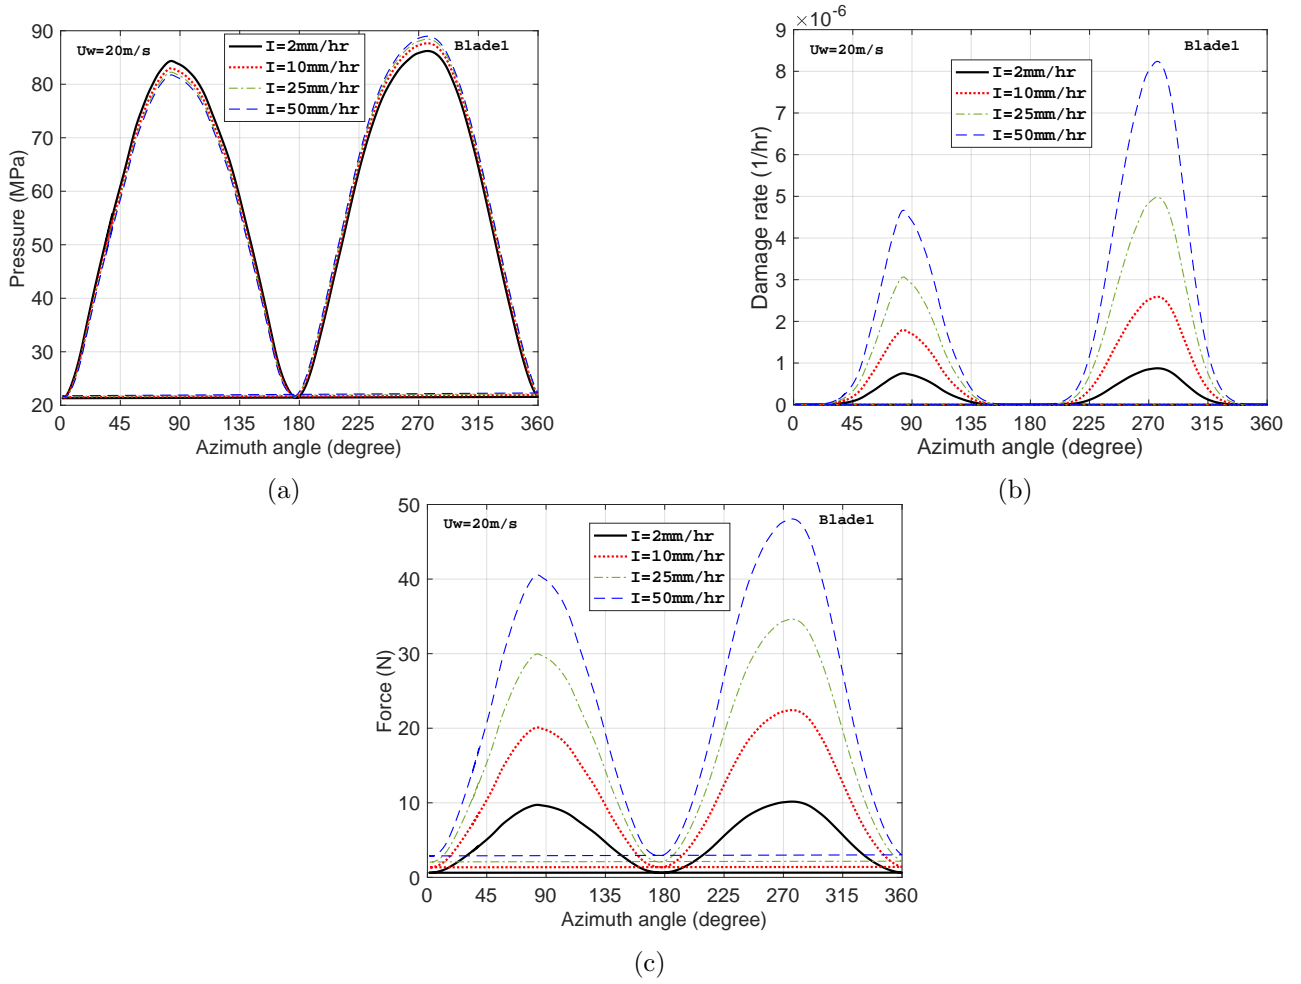 Uw=20m/s
Blade1
I=2mm/hr
I=10mm/hr
I=25mm/hr
I=50mm/hr
90
80
70
60
50
40
30
20
Pressure (MPa)
0 45 90 135 180 225 270 315 360
Azimuth angle (degree)
(a)
×10⁻⁶
Uw=20m/s
Blade1
I=2mm/hr
I=10mm/hr
I=25mm/hr
I=50mm/hr
9
8
7
6
5
4
3
2
1
0
Damage rate (1/hr)
0 45 90 135 180 225 270 315 360
Azimuth angle (degree)
(b)
Uw=20m/s
Blade1
I=2mm/hr
I=10mm/hr
I=25mm/hr
I=50mm/hr
50
40
30
20
10
0
Force (N)
0 45 90 135 180 225 270 315 360
Azimuth angle (degree)
(c)